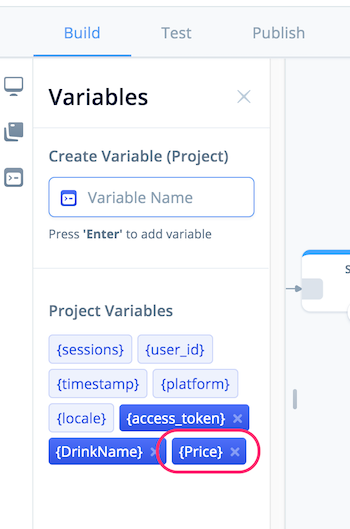 Build Test Publish
Variables
Create Variable (Project)
Variable Name
Press 'Enter' to add variable
S
Project Variables
{sessions} {user_id}
{timestamp} {platform}
{locale} {access_token} ×
{DrinkName} × {Price} ×